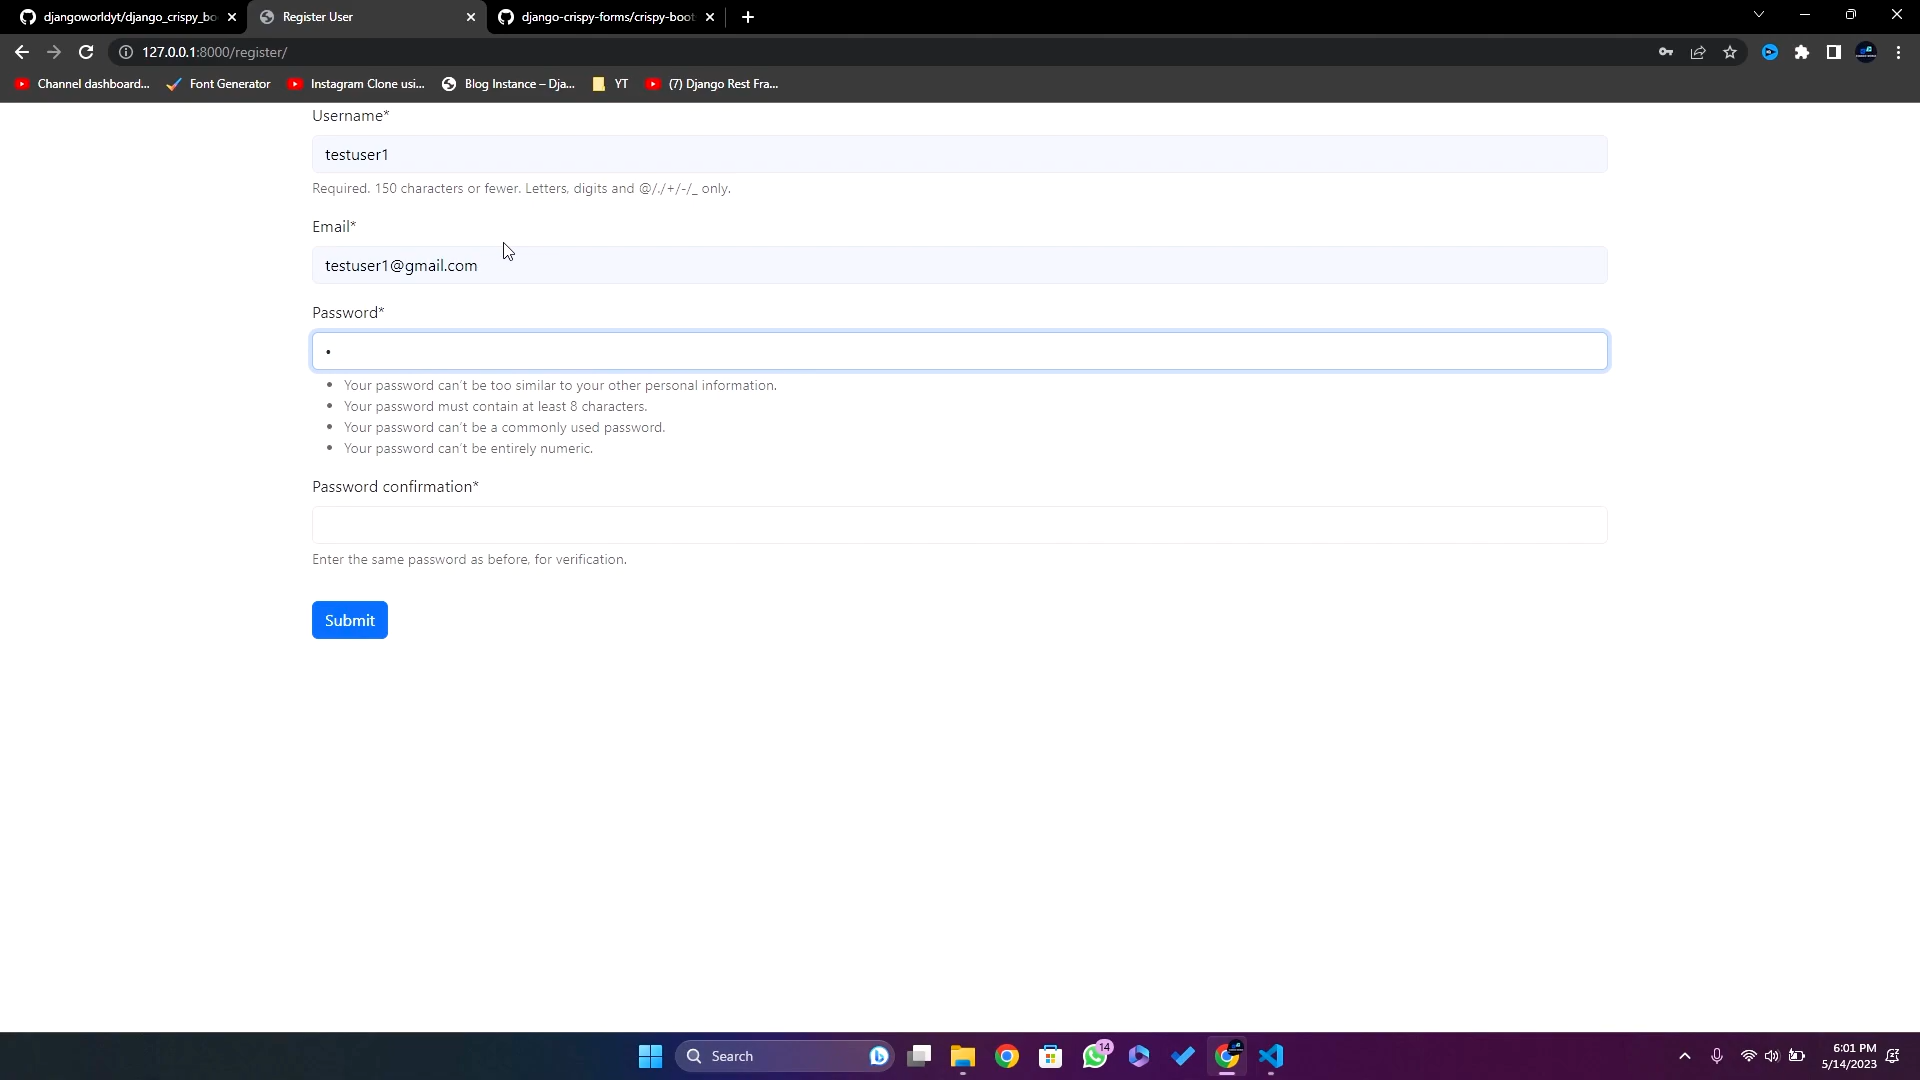 djangoworldyt/django_crispy_bo
Register User
django-crispy-forms/crispy-boot
127.0.0.1:8000/register/
Channel dashboard...
Font Generator
Instagram Clone usi...
Blog Instance – Dja...
YT
(7) Django Rest Fra...
Username*
testuser1
Required. 150 characters or fewer. Letters, digits and @/./+/-/_ only.
Email*
testuser1@gmail.com
Password*
•
• Your password can't be too similar to your other personal information.
• Your password must contain at least 8 characters.
• Your password can't be a commonly used password.
• Your password can't be entirely numeric.
Password confirmation*
Enter the same password as before, for verification.
Submit
Search
14
6:01 PM
5/14/2023